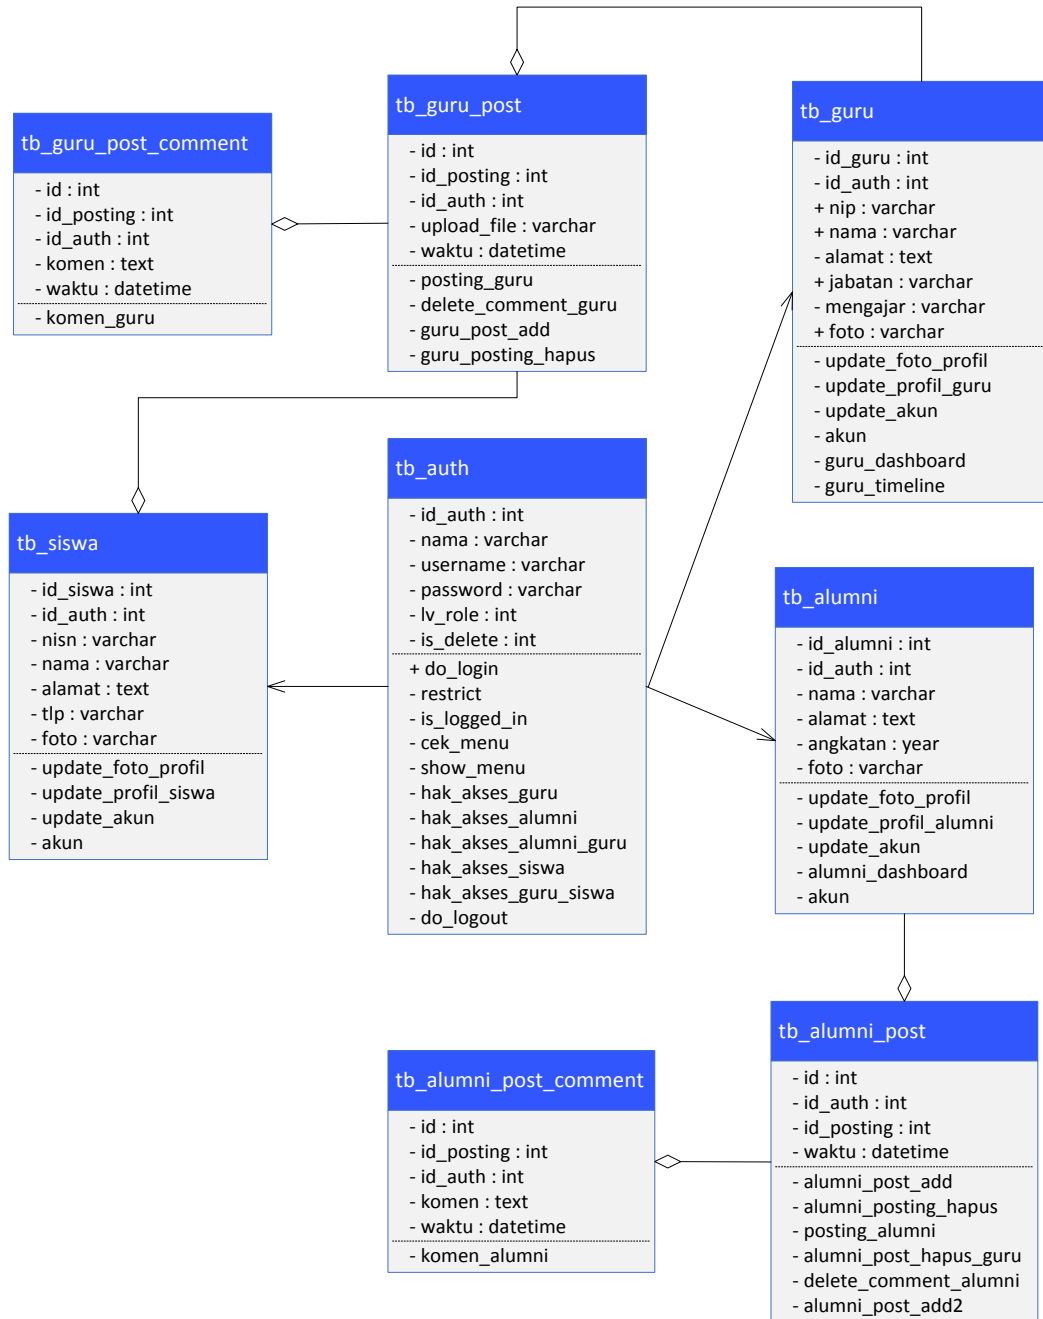 tb_guru_post
- id : int
- id_posting : int
- id_auth : int
- upload_file : varchar
- waktu : datetime
- posting_guru
- delete_comment_guru
- guru_post_add
- guru_posting_hapus
tb_guru
- id_guru : int
- id_auth : int
+ nip : varchar
+ nama : varchar
- alamat : text
+ jabatan : varchar
- mengajar : varchar
+ foto : varchar
- update_foto_profil
- update_profil_guru
- update_akun
- akun
- guru_dashboard
- guru_timeline
tb_guru_post_comment
- id : int
- id_posting : int
- id_auth : int
- komen : text
- waktu : datetime
- komen_guru
tb_auth
- id_auth : int
- nama : varchar
- username : varchar
- password : varchar
- lv_role : int
- is_delete : int
+ do_login
- restrict
- is_logged_in
- cek_menu
- show_menu
- hak_akses_guru
- hak_akses_alumni
- hak_akses_alumni_guru
- hak_akses_siswa
- hak_akses_guru_siswa
- do_logout
tb_siswa
- id_siswa : int
- id_auth : int
- nisn : varchar
- nama : varchar
- alamat : text
- tlp : varchar
- foto : varchar
- update_foto_profil
- update_profil_siswa
- update_akun
- akun
tb_alumni
- id_alumni : int
- id_auth : int
- nama : varchar
- alamat : text
- angkatan : year
- foto : varchar
- update_foto_profil
- update_profil_alumni
- update_akun
- alumni_dashboard
- akun
tb_alumni_post
- id : int
- id_auth : int
- id_posting : int
- waktu : datetime
- alumni_post_add
- alumni_posting_hapus
- posting_alumni
- alumni_post_hapus_guru
- delete_comment_alumni
- alumni_post_add2
tb_alumni_post_comment
- id : int
- id_posting : int
- id_auth : int
- komen : text
- waktu : datetime
- komen_alumni